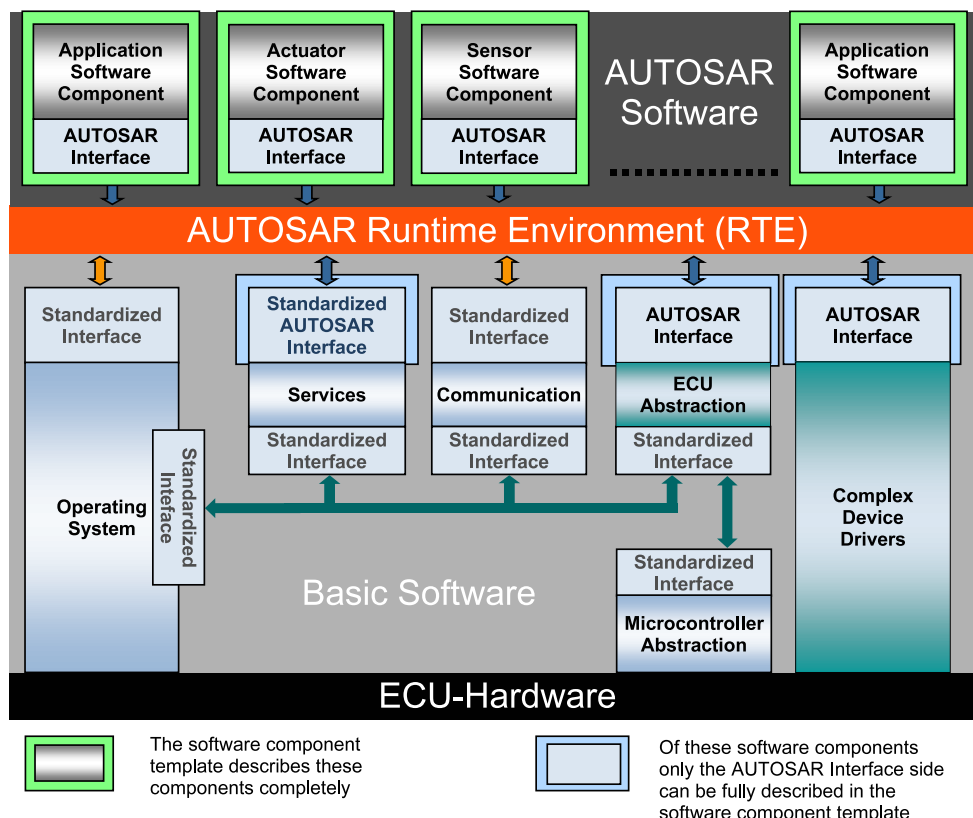 Application
Software
Component
AUTOSAR
Interface
Actuator
Software
Component
AUTOSAR
Interface
Sensor
Software
Component
AUTOSAR
Interface
AUTOSAR
Software
Application
Software
Component
AUTOSAR
Interface
AUTOSAR Runtime Environment (RTE)
Standardized
Interface
Operating
System
Standardized
Inteface
Standardized
AUTOSAR
Interface
Services
Standardized
Interface
Standardized
Interface
Communication
Standardized
Interface
AUTOSAR
Interface
ECU
Abstraction
Standardized
Interface
Standardized
Interface
Microcontroller
Abstraction
AUTOSAR
Interface
Complex
Device
Drivers
Basic Software
ECU-Hardware
The software component
template describes these
components completely
Of these software components
only the AUTOSAR Interface side
can be fully described in the
software component template